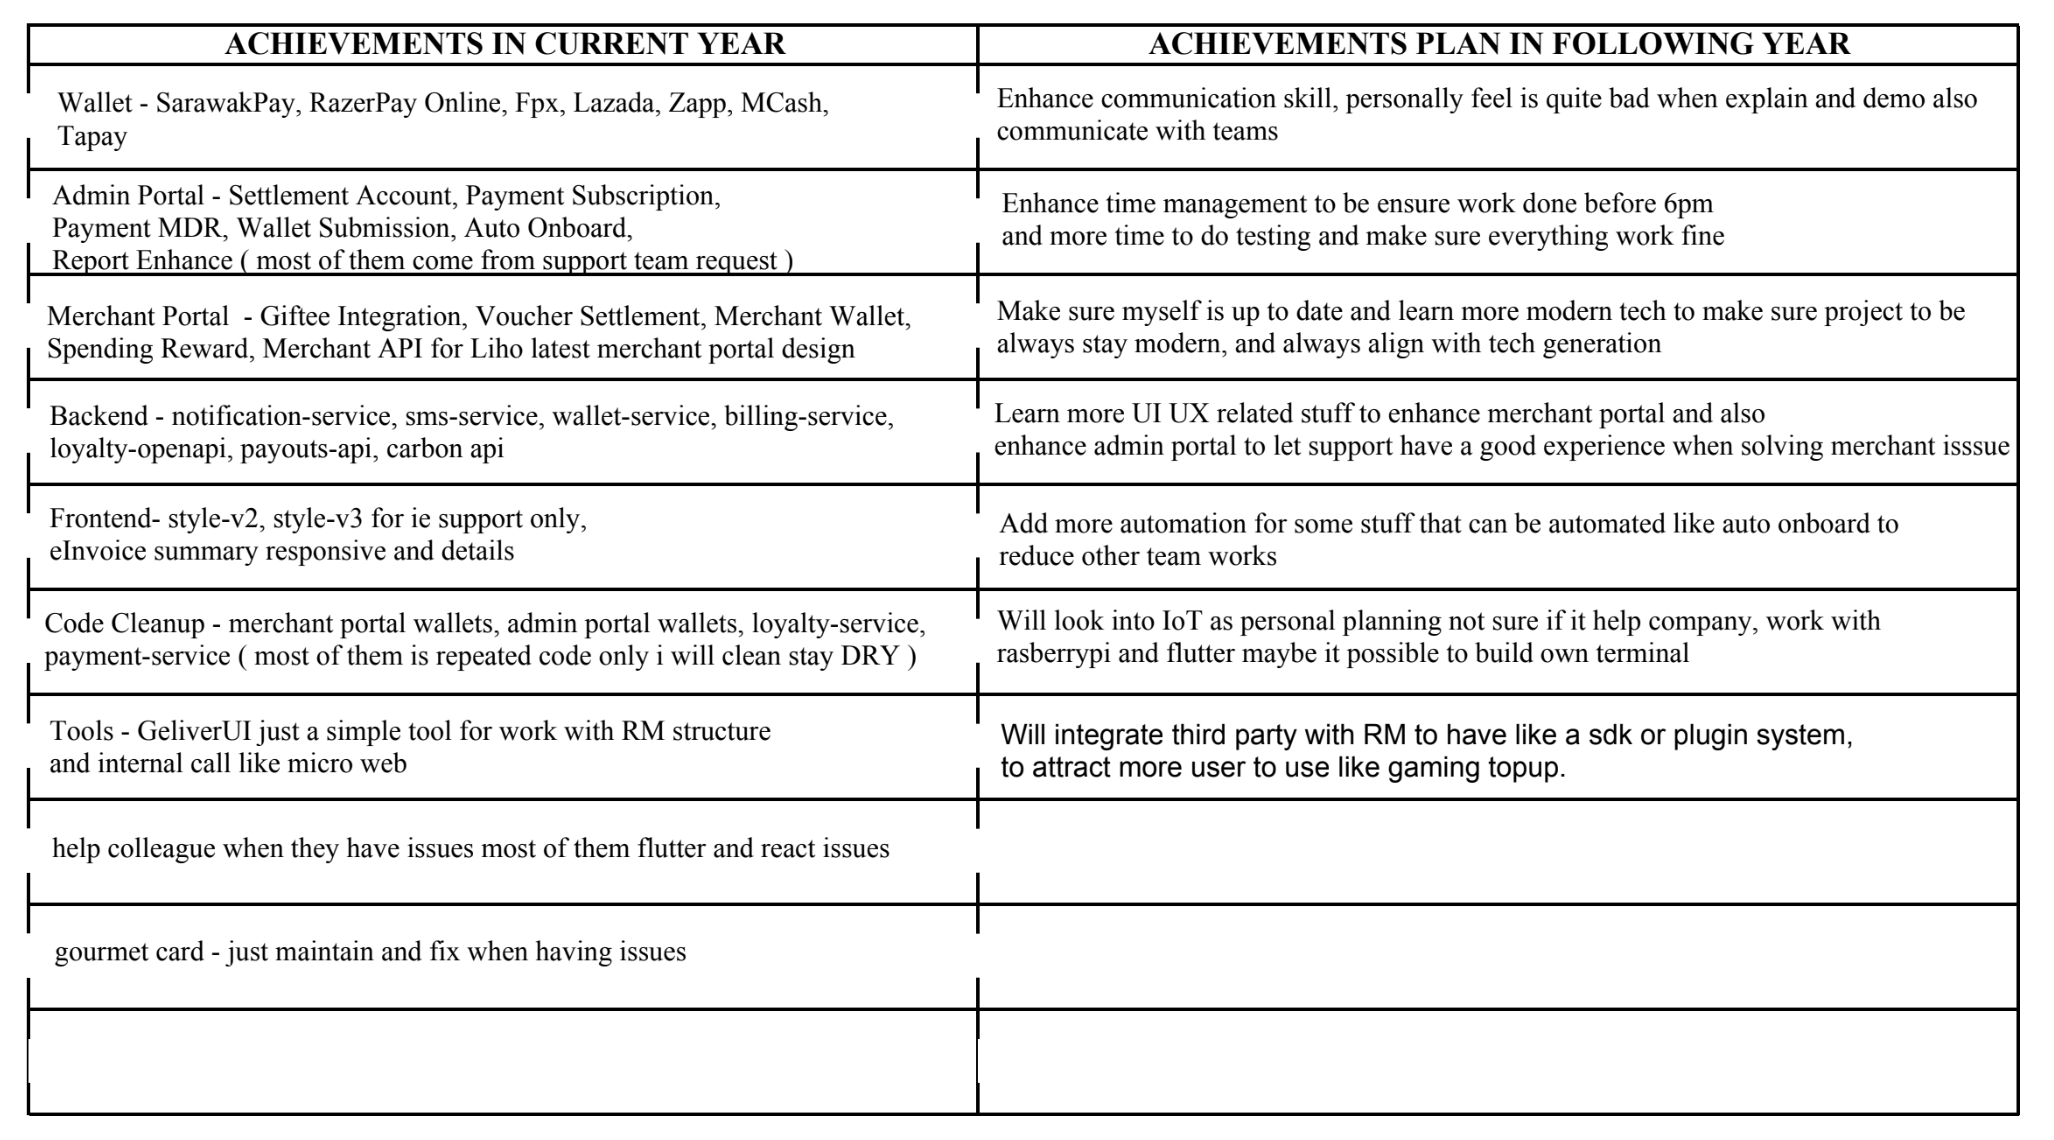 ACHIEVEMENTS IN CURRENT YEAR
ACHIEVEMENTS PLAN IN FOLLOWING YEAR
Wallet - SarawakPay, RazerPay Online, Fpx, Lazada, Zapp, MCash,
Tapay
Enhance communication skill, personally feel is quite bad when explain and demo also
communicate with teams
Admin Portal - Settlement Account, Payment Subscription,
Payment MDR, Wallet Submission, Auto Onboard,
Report Enhance ( most of them come from support team request )
Enhance time management to be ensure work done before 6pm
and more time to do testing and make sure everything work fine
Merchant Portal  - Giftee Integration, Voucher Settlement, Merchant Wallet,
Spending Reward, Merchant API for Liho latest merchant portal design
Make sure myself is up to date and learn more modern tech to make sure project to be
always stay modern, and always align with tech generation
Backend - notification-service, sms-service, wallet-service, billing-service,
loyalty-openapi, payouts-api, carbon api
Learn more UI UX related stuff to enhance merchant portal and also
enhance admin portal to let support have a good experience when solving merchant isssue
Frontend- style-v2, style-v3 for ie support only,
eInvoice summary responsive and details
Add more automation for some stuff that can be automated like auto onboard to
reduce other team works
Code Cleanup - merchant portal wallets, admin portal wallets, loyalty-service,
payment-service ( most of them is repeated code only i will clean stay DRY )
Will look into IoT as personal planning not sure if it help company, work with
rasberrypi and flutter maybe it possible to build own terminal
Tools - GeliverUI just a simple tool for work with RM structure
and internal call like micro web
Will integrate third party with RM to have like a sdk or plugin system,
to attract more user to use like gaming topup.
help colleague when they have issues most of them flutter and react issues
gourmet card - just maintain and fix when having issues